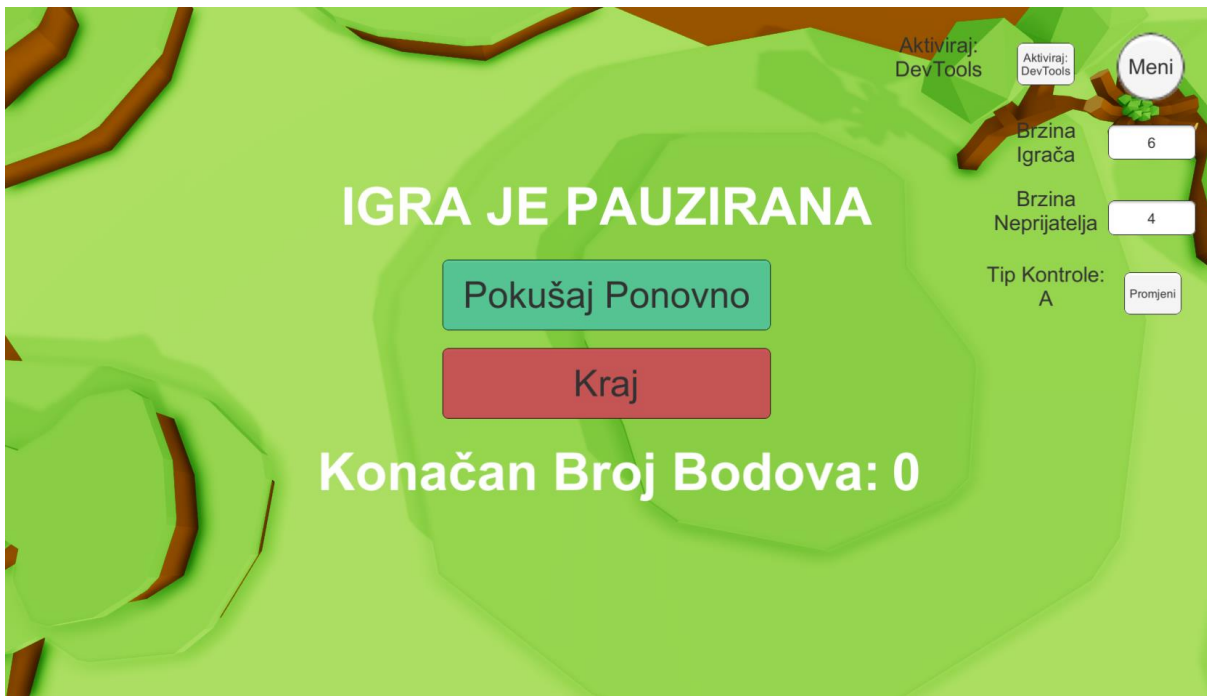 Aktiviraj:
DevTools
Aktiviraj:
DevTools
Meni
Brzina
Igrača
6
Brzina
Neprijatelja
4
Tip Kontrole:
A
Promjeni
IGRA JE PAUZIRANA
Pokušaj Ponovno
Kraj
Konačan Broj Bodova: 0